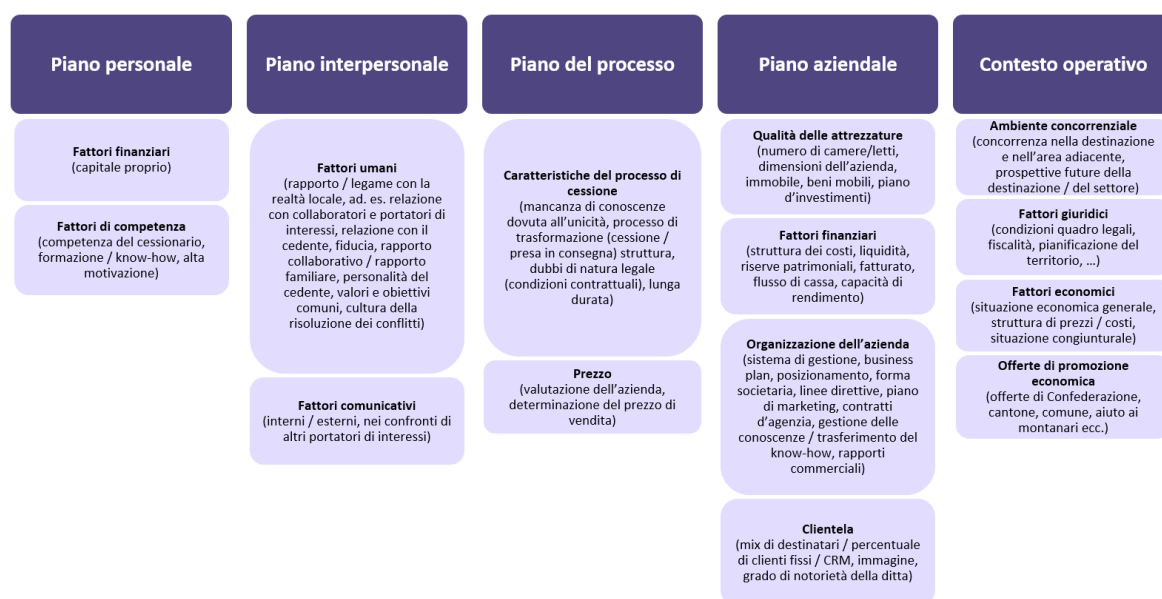 Piano personale
Fattori finanziari
(capitale proprio)
Fattori di competenza
(competenza del cessionario,
formazione / know-how, alta
motivazione)
Piano interpersonale
Fattori umani
(rapporto / legame con la
realtà locale, ad. es. relazione
con collaboratori e portatori di
interessi, relazione con il
cedente, fiducia, rapporto
collaborativo / rapporto
familiare, personalità del
cedente, valori e obiettivi
comuni, cultura della
risoluzione dei conflitti)
Fattori comunicativi
(interni / esterni, nei confronti di
altri portatori di interessi)
Piano del processo
Caratteristiche del processo di
cessione
(mancanza di conoscenze
dovuta all’unicità, processo di
trasformazione (cessione /
presa in consegna) struttura,
dubbi di natura legale
(condizioni contrattuali), lunga
durata)
Prezzo
(valutazione dell’azienda,
determinazione del prezzo di
vendita)
Piano aziendale
Qualità delle attrezzature
(numero di camere/letti,
dimensioni dell’azienda,
immobile, beni mobili, piano
d’investimenti)
Fattori finanziari
(struttura dei costi, liquidità,
riserve patrimoniali, fatturato,
flusso di cassa, capacità di
rendimento)
Organizzazione dell’azienda
(sistema di gestione, business
plan, posizionamento, forma
societaria, linee direttive, piano
di marketing, contratti
d’agenzia, gestione delle
conoscenze / trasferimento del
know-how, rapporti
commerciali)
Clientela
(mix di destinatari / percentuale
di clienti fissi / CRM, immagine,
grado di notorietà della ditta)
Contesto operativo
Ambiente concorrenziale
(concorrenza nella destinazione
e nell’area adiacente,
prospettive future della
destinazione / del settore)
Fattori giuridici
(condizioni quadro legali,
fiscalità, pianificazione del
territorio, …)
Fattori economici
(situazione economica generale,
struttura di prezzi / costi,
situazione congiunturale)
Offerte di promozione
economica
(offerte di Confederazione,
cantone, comune, aiuto ai
montanari ecc.)